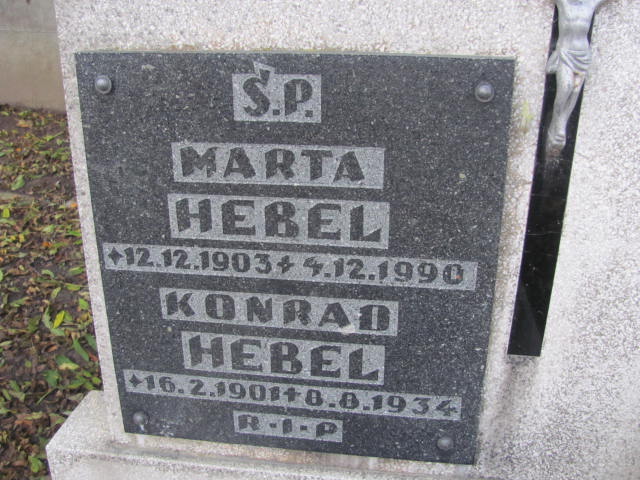 Ś.P.
MARTA
HEBEL
+12.12.1903+4.12.1990
KONRAD
HEBEL
+16.2.1901+8.8.1934
R-I-P